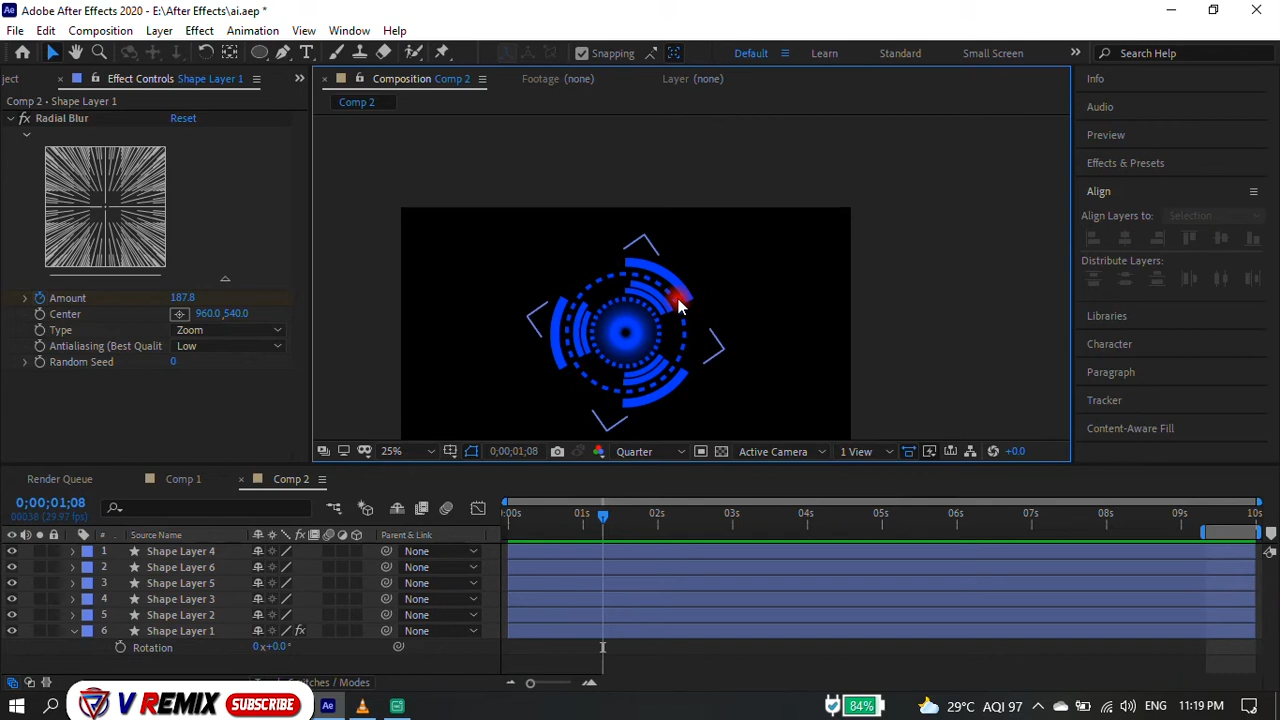 Adobe After Effects 2020 - E:\After Effects\ai.aep *
File Edit Composition Layer Effect Animation View Window Help
Snapping Default Learn Standard Small Screen Search Help
ject Effect Controls Shape Layer 1 Composition Comp 2 Footage (none) Layer (none) Info
Comp 2 • Shape Layer 1 Comp 2 Audio
fx Radial Blur Reset
Preview
Effects & Presets
Align
Align Layers to: Selection
Distribute Layers:
Amount 187.8
Center 960.0,540.0 Libraries
Type Zoom
Antialiasing (Best Qualit Low Character
Random Seed 0
Paragraph
Tracker
Content-Aware Fill
25% 0;00;01;08 Quarter Active Camera 1 View +0.0
Render Queue Comp 1 Comp 2
0;00;01;08
00038 (29.97 fps)
:00s 01s 02s 03s 04s 05s 06s 07s 08s 09s 10s
# Source Name fx Parent & Link
1 Shape Layer 4 None
2 Shape Layer 6 None
3 Shape Layer 5 None
4 Shape Layer 3 None
5 Shape Layer 2 None
6 Shape Layer 1 fx None
Rotation 0x+0.0°
Switches / Modes
V REMIX SUBSCRIBE Ae 84% 29°C AQI 97 ENG 11:19 PM